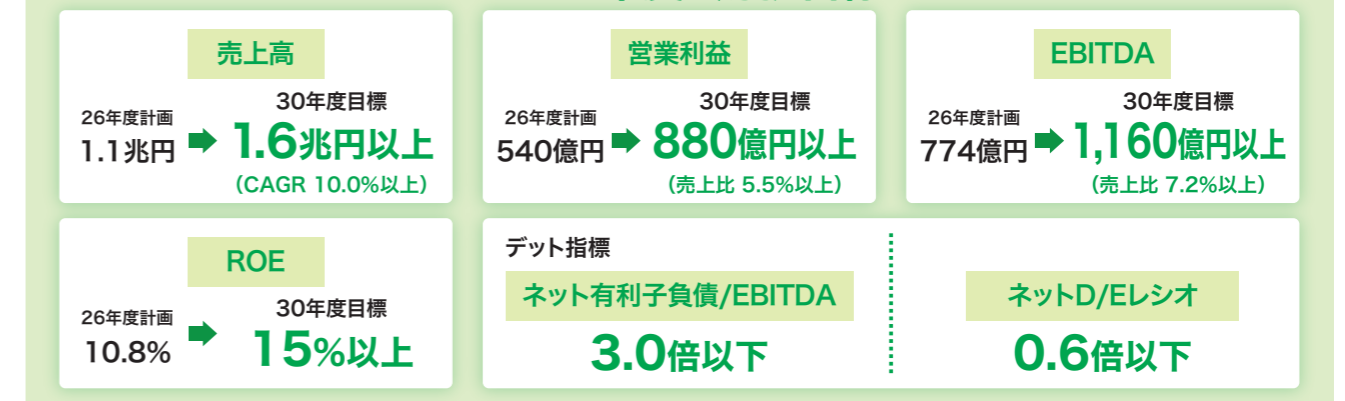 売上高
26年度計画
1.1兆円
30年度目標
1.6兆円以上
（CAGR 10.0%以上）
営業利益
26年度計画
540億円
30年度目標
880億円以上
（売上比 5.5%以上）
EBITDA
26年度計画
774億円
30年度目標
1,160億円以上
（売上比 7.2%以上）
ROE
26年度計画
10.8%
30年度目標
15%以上
デット指標
ネット有利子負債/EBITDA
3.0倍以下
ネットD/Eレシオ
0.6倍以下